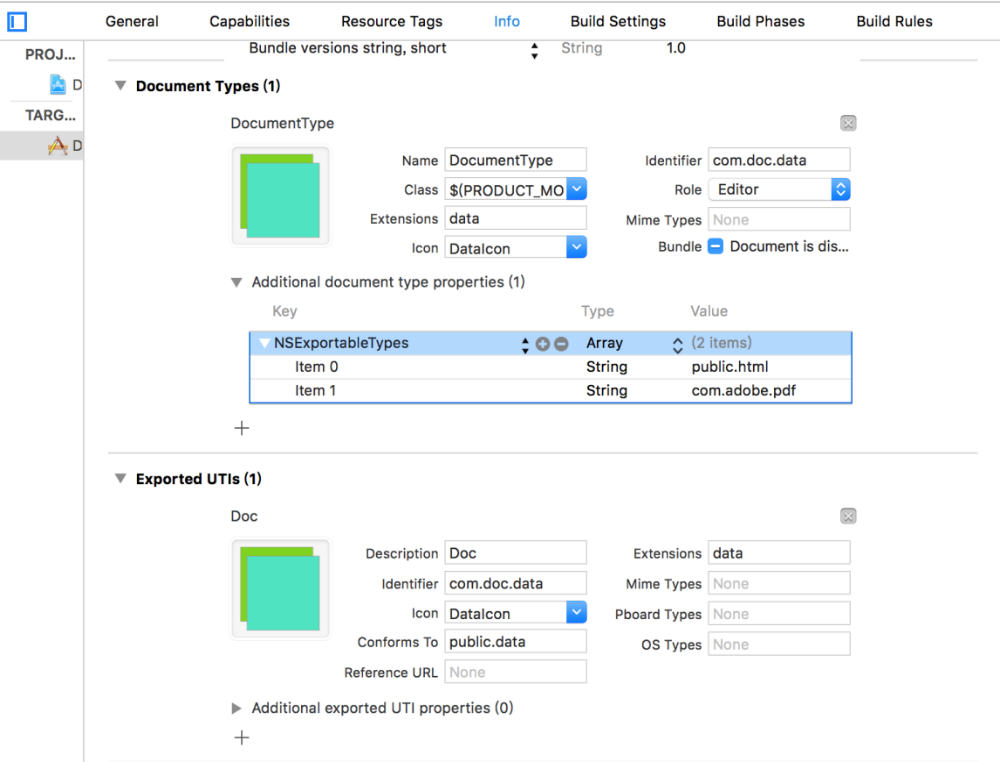 General Capabilities Resource Tags Info Build Settings Build Phases Build Rules
PROJ...
Bundle versions string, short String 1.0
D
TARG...
D
Document Types (1)
DocumentType
Name DocumentType Identifier com.doc.data
Class $(PRODUCT_MO Role Editor
Extensions data Mime Types None
Icon DataIcon Bundle Document is dis...
Additional document type properties (1)
Key Type Value
NSExportableTypes Array (2 items)
Item 0 String public.html
Item 1 String com.adobe.pdf
Exported UTIs (1)
Doc
Description Doc Extensions data
Identifier com.doc.data Mime Types None
Icon DataIcon Pboard Types None
Conforms To public.data OS Types None
Reference URL None
Additional exported UTI properties (0)